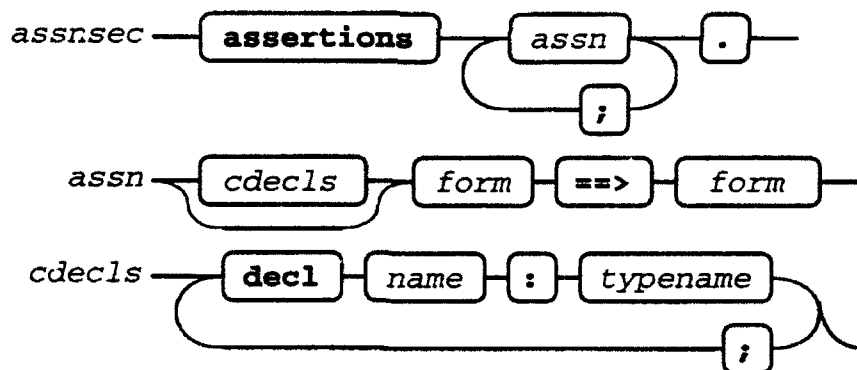 assnsec assertions assn .
;
assn cdecls form ==> form
cdecls decl name : typename
;